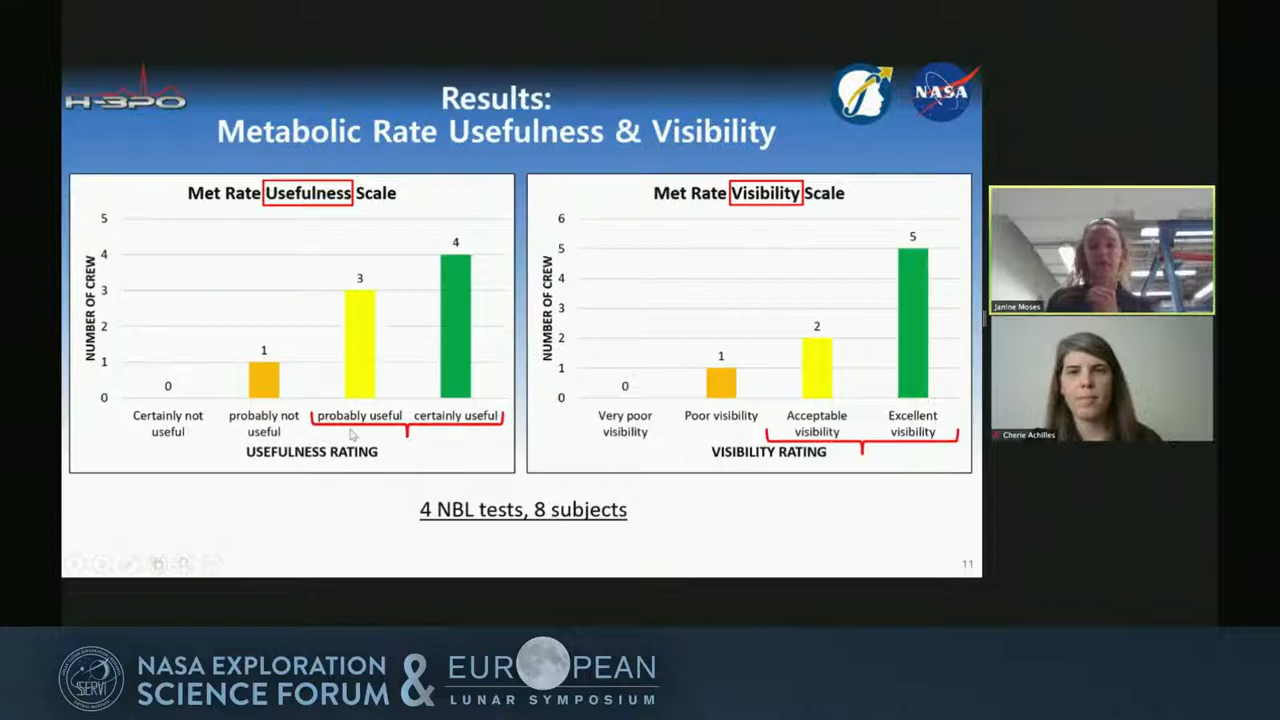 H-3PO
NASA
Results:
Metabolic Rate Usefulness & Visibility
Met Rate Usefulness Scale
5
4
3
2
1
0
NUMBER OF CREW
0
1
3
4
Certainly not useful
probably not useful
probably useful
certainly useful
USEFULNESS RATING
Met Rate Visibility Scale
6
5
4
3
2
1
0
NUMBER OF CREW
0
1
2
5
Very poor visibility
Poor visibility
Acceptable visibility
Excellent visibility
VISIBILITY RATING
4 NBL tests, 8 subjects
11
Janine Moses
Cherie Achilles
NASA EXPLORATION
SCIENCE FORUM
&
EUROPEAN
LUNAR SYMPOSIUM